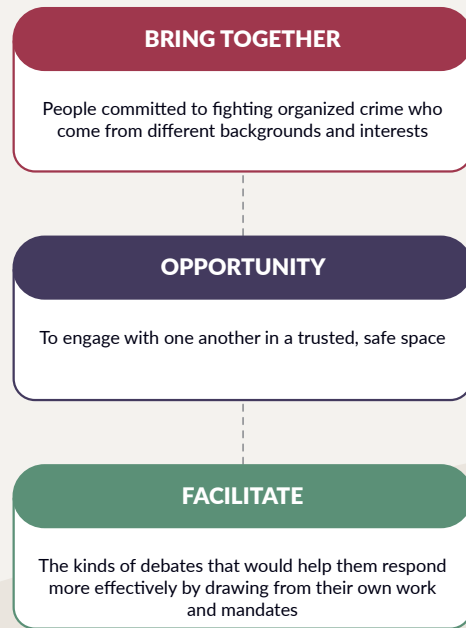 BRING TOGETHER
People committed to fighting organized crime who
come from different backgrounds and interests
OPPORTUNITY
To engage with one another in a trusted, safe space
FACILITATE
The kinds of debates that would help them respond
more effectively by drawing from their own work
and mandates